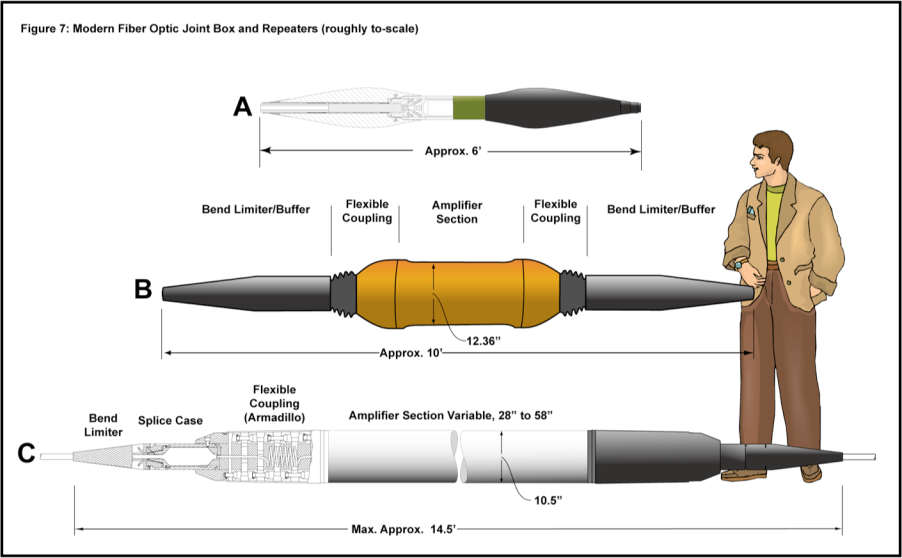 Figure 7: Modern Fiber Optic Joint Box and Repeaters (roughly to-scale)
A
Approx. 6’
Bend Limiter/Buffer
Flexible
Coupling
Amplifier
Section
Flexible
Coupling
Bend Limiter/Buffer
B
12.36”
Approx. 10’
Bend
Limiter
Splice Case
Flexible
Coupling
(Armadillo)
Amplifier Section Variable, 28” to 58”
C
10.5”
Max. Approx. 14.5’